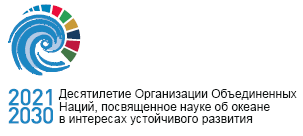 2021
2030
Десятилетие Организации Объединенных
Наций, посвященное науке об океане
в интересах устойчивого развития